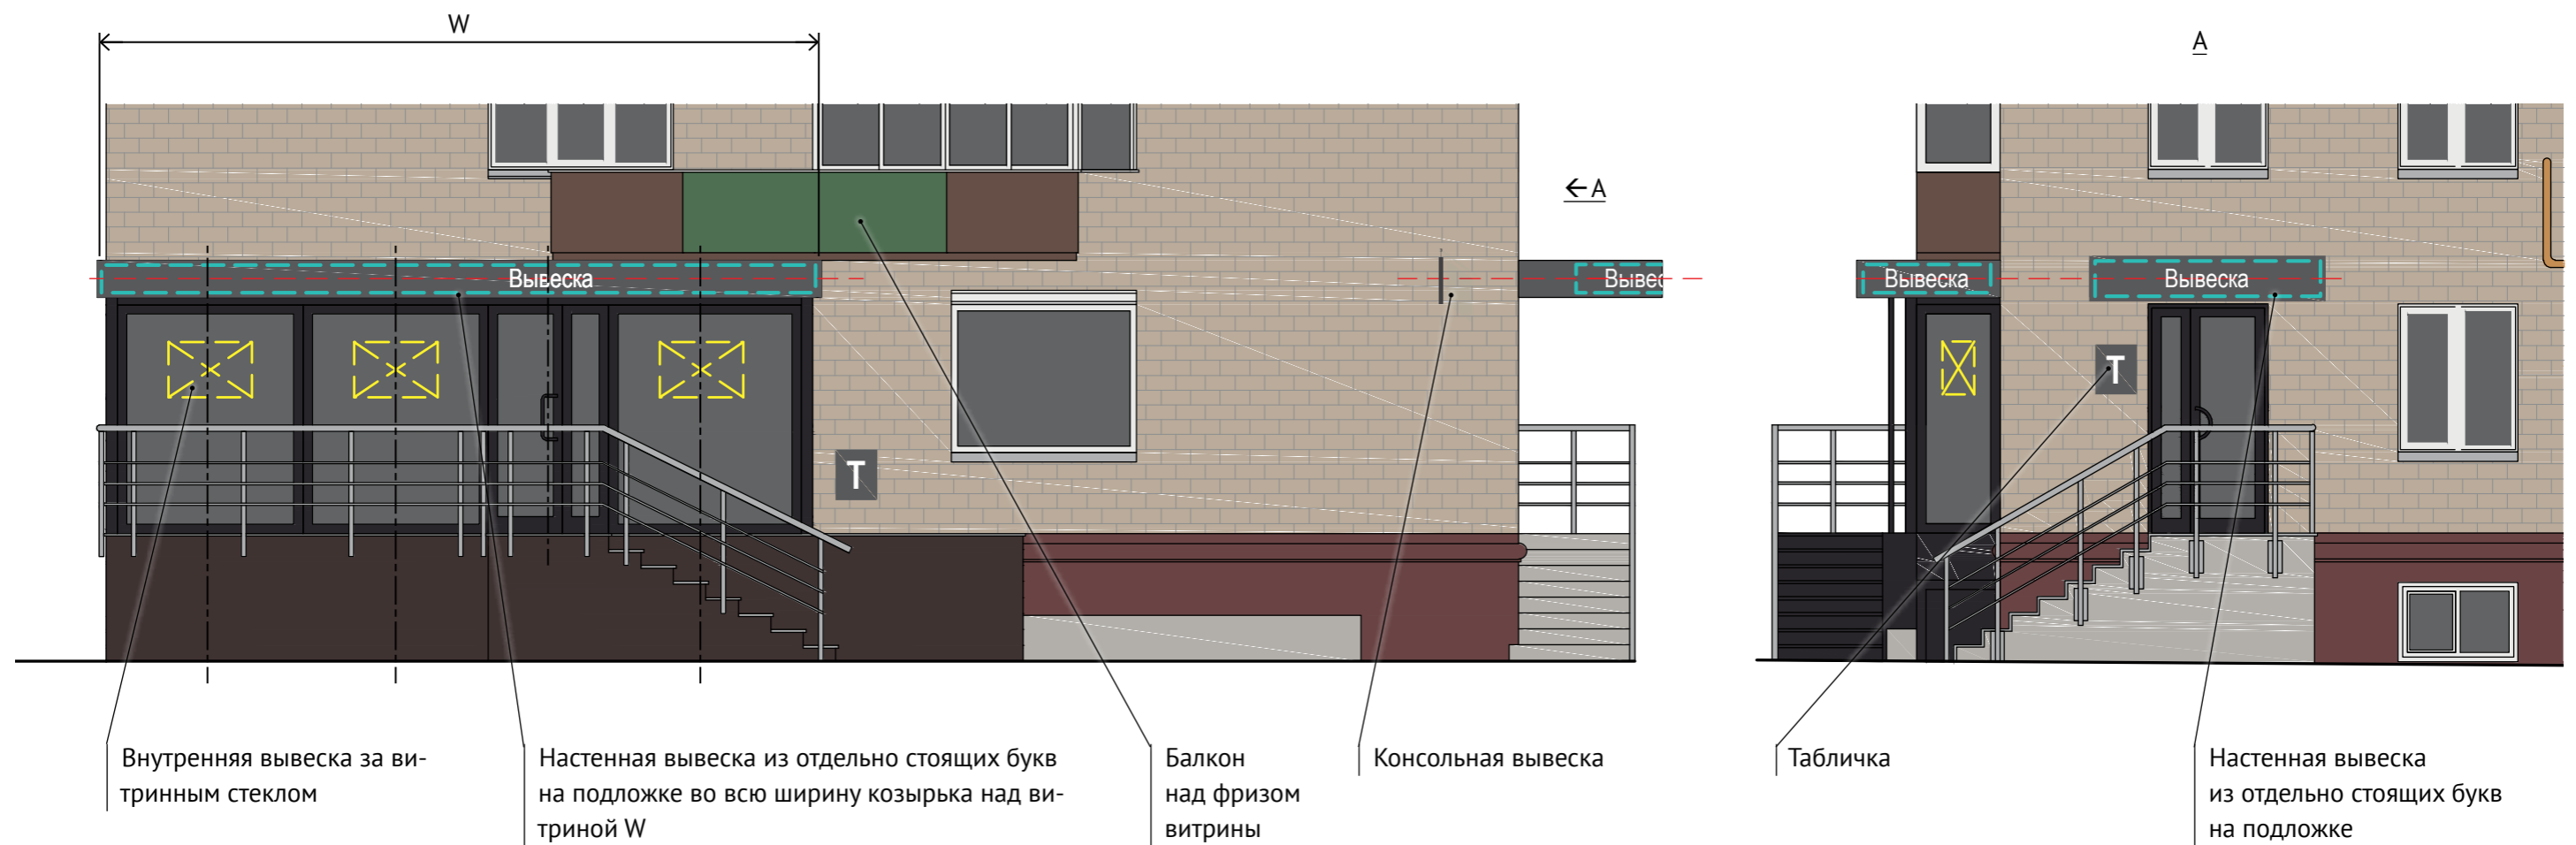 W
A
←A
Вывеска
Вывес
Вывеска
Вывеска
Т
Т
Внутренняя вывеска за ви-
тринным стеклом
Настенная вывеска из отдельно стоящих букв
на подложке во всю ширину козырька над ви-
триной W
Балкон
над фризом
витрины
Консольная вывеска
Табличка
Настенная вывеска
из отдельно стоящих букв
на подложке